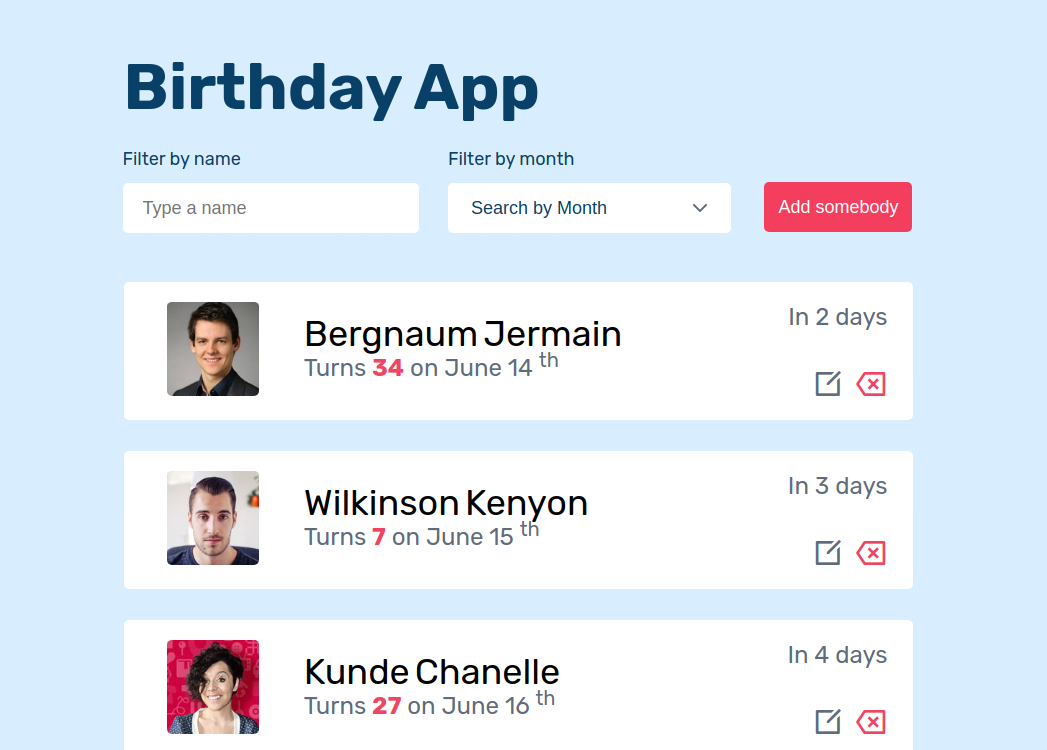 Birthday App
Filter by name
Filter by month
Type a name
Search by Month
Add somebody
Bergnaum Jermain
In 2 days
Turns 34 on June 14 th
Wilkinson Kenyon
In 3 days
Turns 7 on June 15 th
Kunde Chanelle
In 4 days
Turns 27 on June 16 th